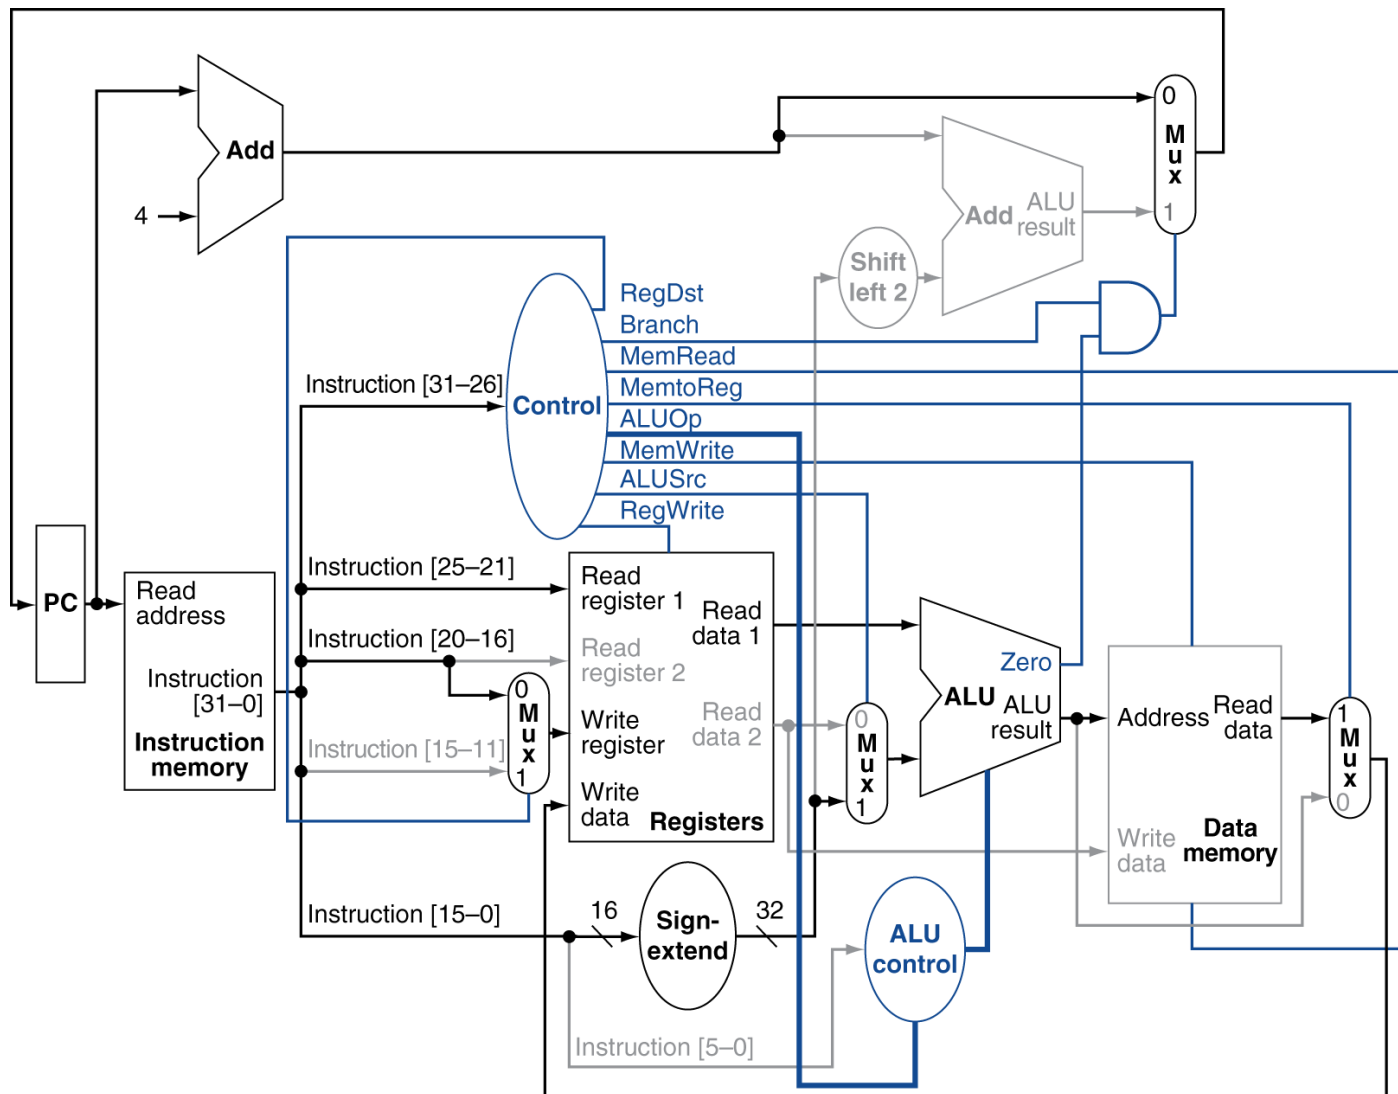 0
M
u
x
1
Add
4
Add
ALU
result
Shift
left 2
RegDst
Branch
MemRead
MemtoReg
ALUOp
MemWrite
ALUSrc
RegWrite
Control
Instruction [31–26]
Instruction [25–21]
Instruction [20–16]
Instruction [15–11]
Instruction [15–0]
Instruction [5–0]
PC
Read
address
Instruction
[31–0]
Instruction
memory
0
M
u
x
1
Read
register 1
Read
register 2
Write
register
Write
data
Read
data 1
Read
data 2
Registers
16
Sign-
extend
32
0
M
u
x
1
Zero
ALU
ALU
result
ALU
control
Address
Read
data
Write
data
Data
memory
1
M
u
x
0